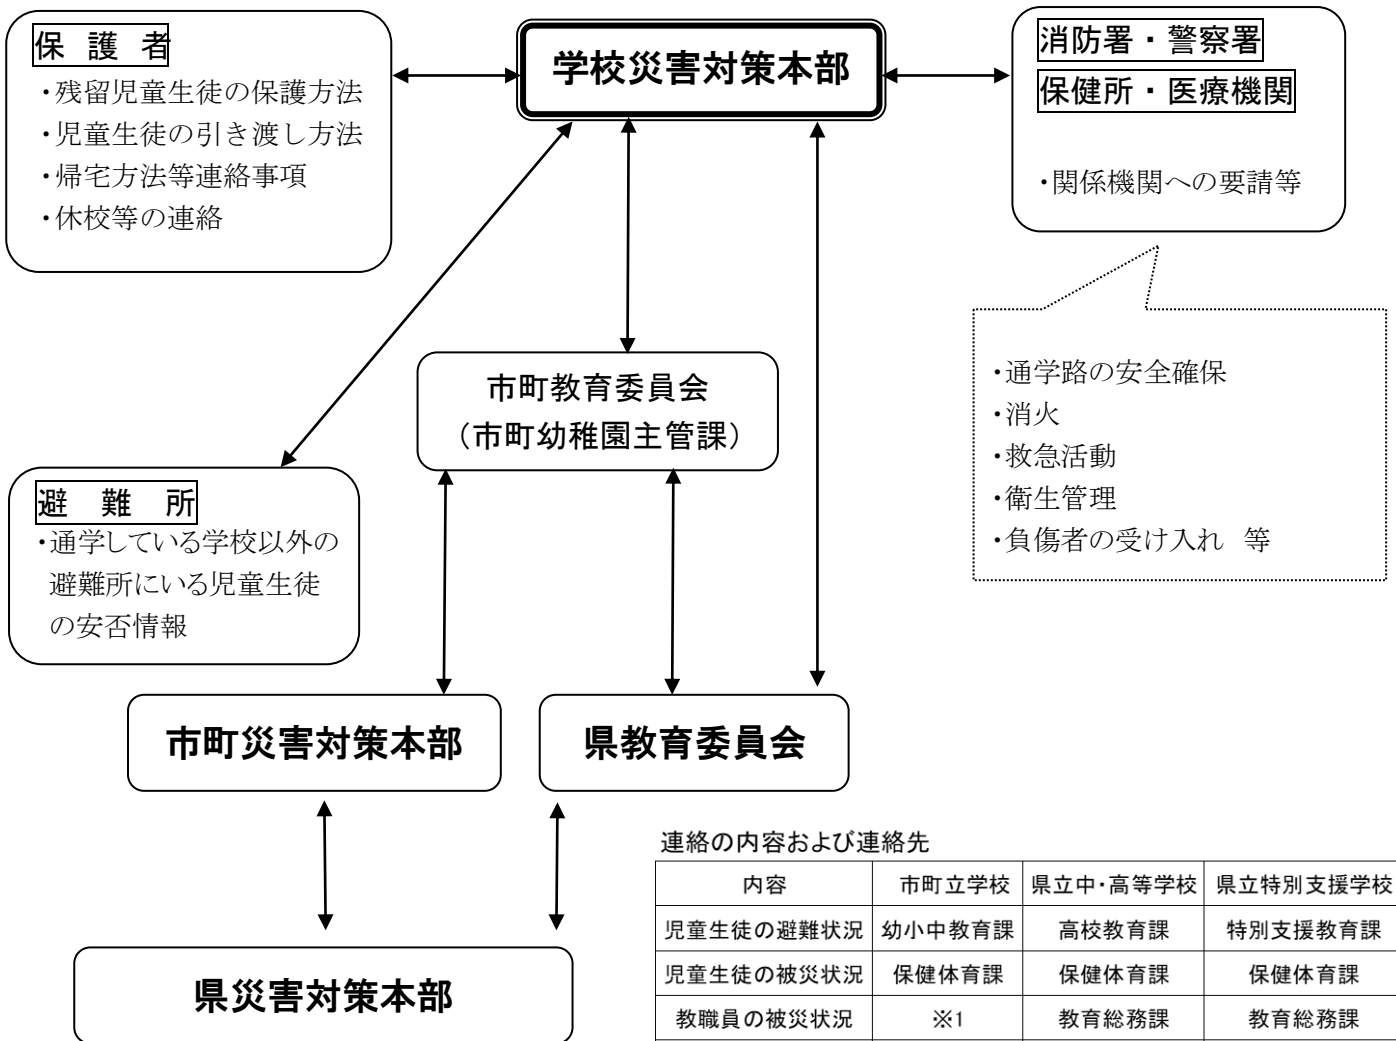 保 護 者
・残留児童生徒の保護方法
・児童生徒の引き渡し方法
・帰宅方法等連絡事項
・休校等の連絡
学校災害対策本部
消防署・警察署
保健所・医療機関
・関係機関への要請等
・通学路の安全確保
・消火
・救急活動
・衛生管理
・負傷者の受け入れ 等
市町教育委員会
（市町幼稚園主管課）
避 難 所
・通学している学校以外の
避難所にいる児童生徒
の安否情報
市町災害対策本部
県教育委員会
県災害対策本部
連絡の内容および連絡先
内容 市町立学校 県立中・高等学校 県立特別支援学校
児童生徒の避難状況 幼小中教育課 高校教育課 特別支援教育課
児童生徒の被災状況 保健体育課 保健体育課 保健体育課
教職員の被災状況 ※1 教育総務課 教育総務課